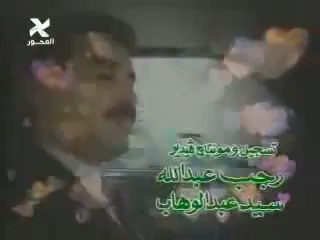 المحور
تسجيل ومونتاج فيديو
رجب عبدالله
سيد عبدالوهاب